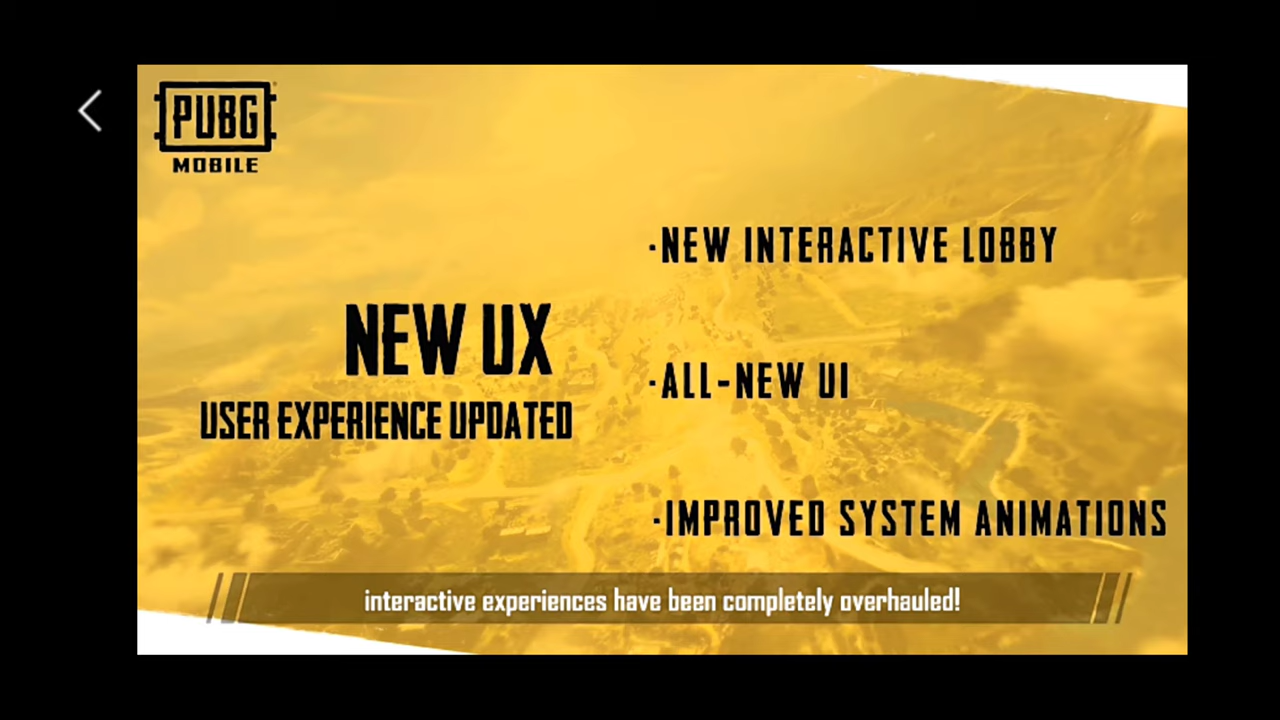 PUBG
MOBILE
NEW UX
USER EXPERIENCE UPDATED
·NEW INTERACTIVE LOBBY
·ALL-NEW UI
·IMPROVED SYSTEM ANIMATIONS
interactive experiences have been completely overhauled!